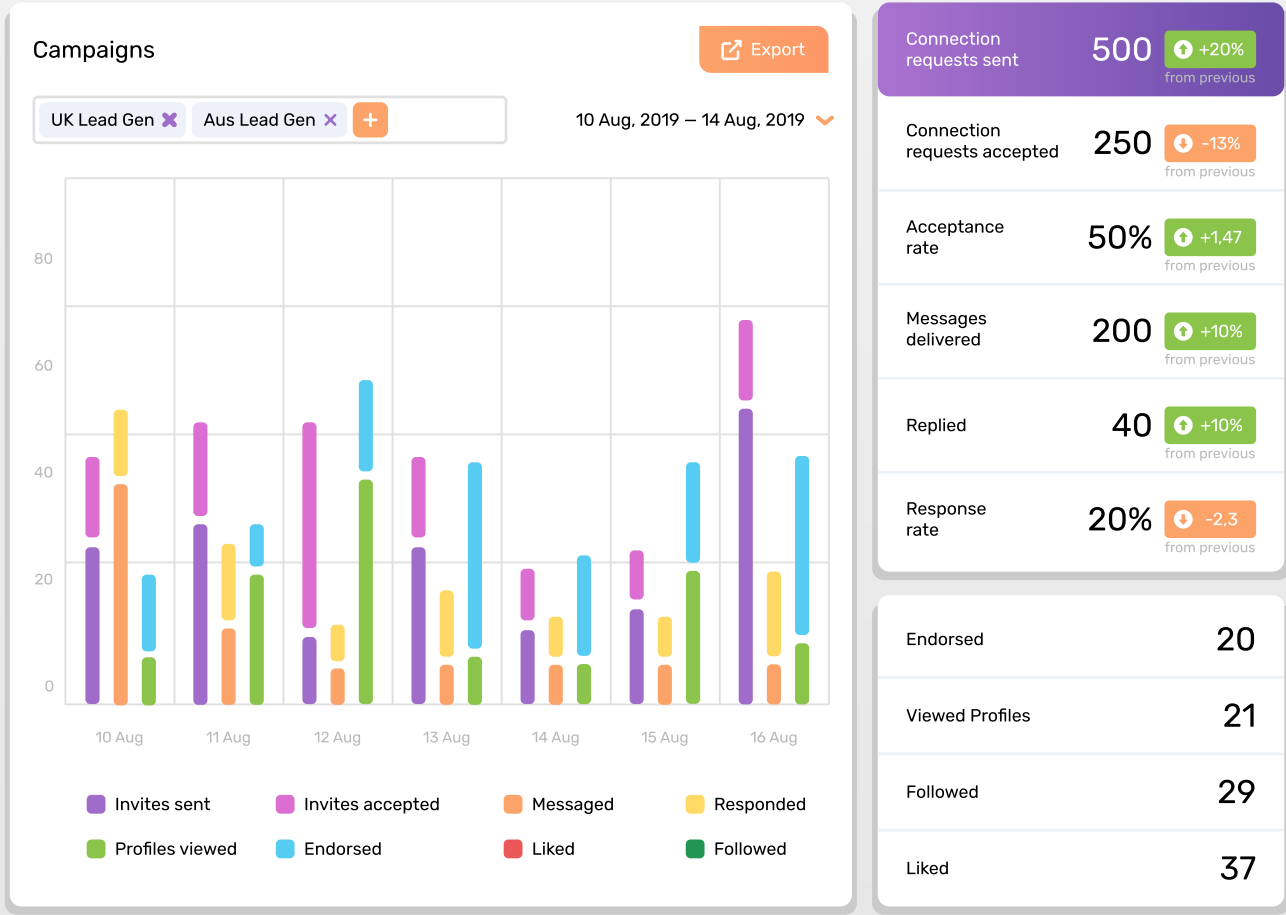 Campaigns
Export
UK Lead Gen
Aus Lead Gen
10 Aug, 2019 – 14 Aug, 2019
80
60
40
20
0
10 Aug
11 Aug
12 Aug
13 Aug
14 Aug
15 Aug
16 Aug
Invites sent
Invites accepted
Messaged
Responded
Profiles viewed
Endorsed
Liked
Followed
Connection
requests sent
500
+20%
from previous
Connection
requests accepted
250
-13%
from previous
Acceptance
rate
50%
+1,47
from previous
Messages
delivered
200
+10%
from previous
Replied
40
+10%
from previous
Response
rate
20%
-2,3
from previous
Endorsed
20
Viewed Profiles
21
Followed
29
Liked
37